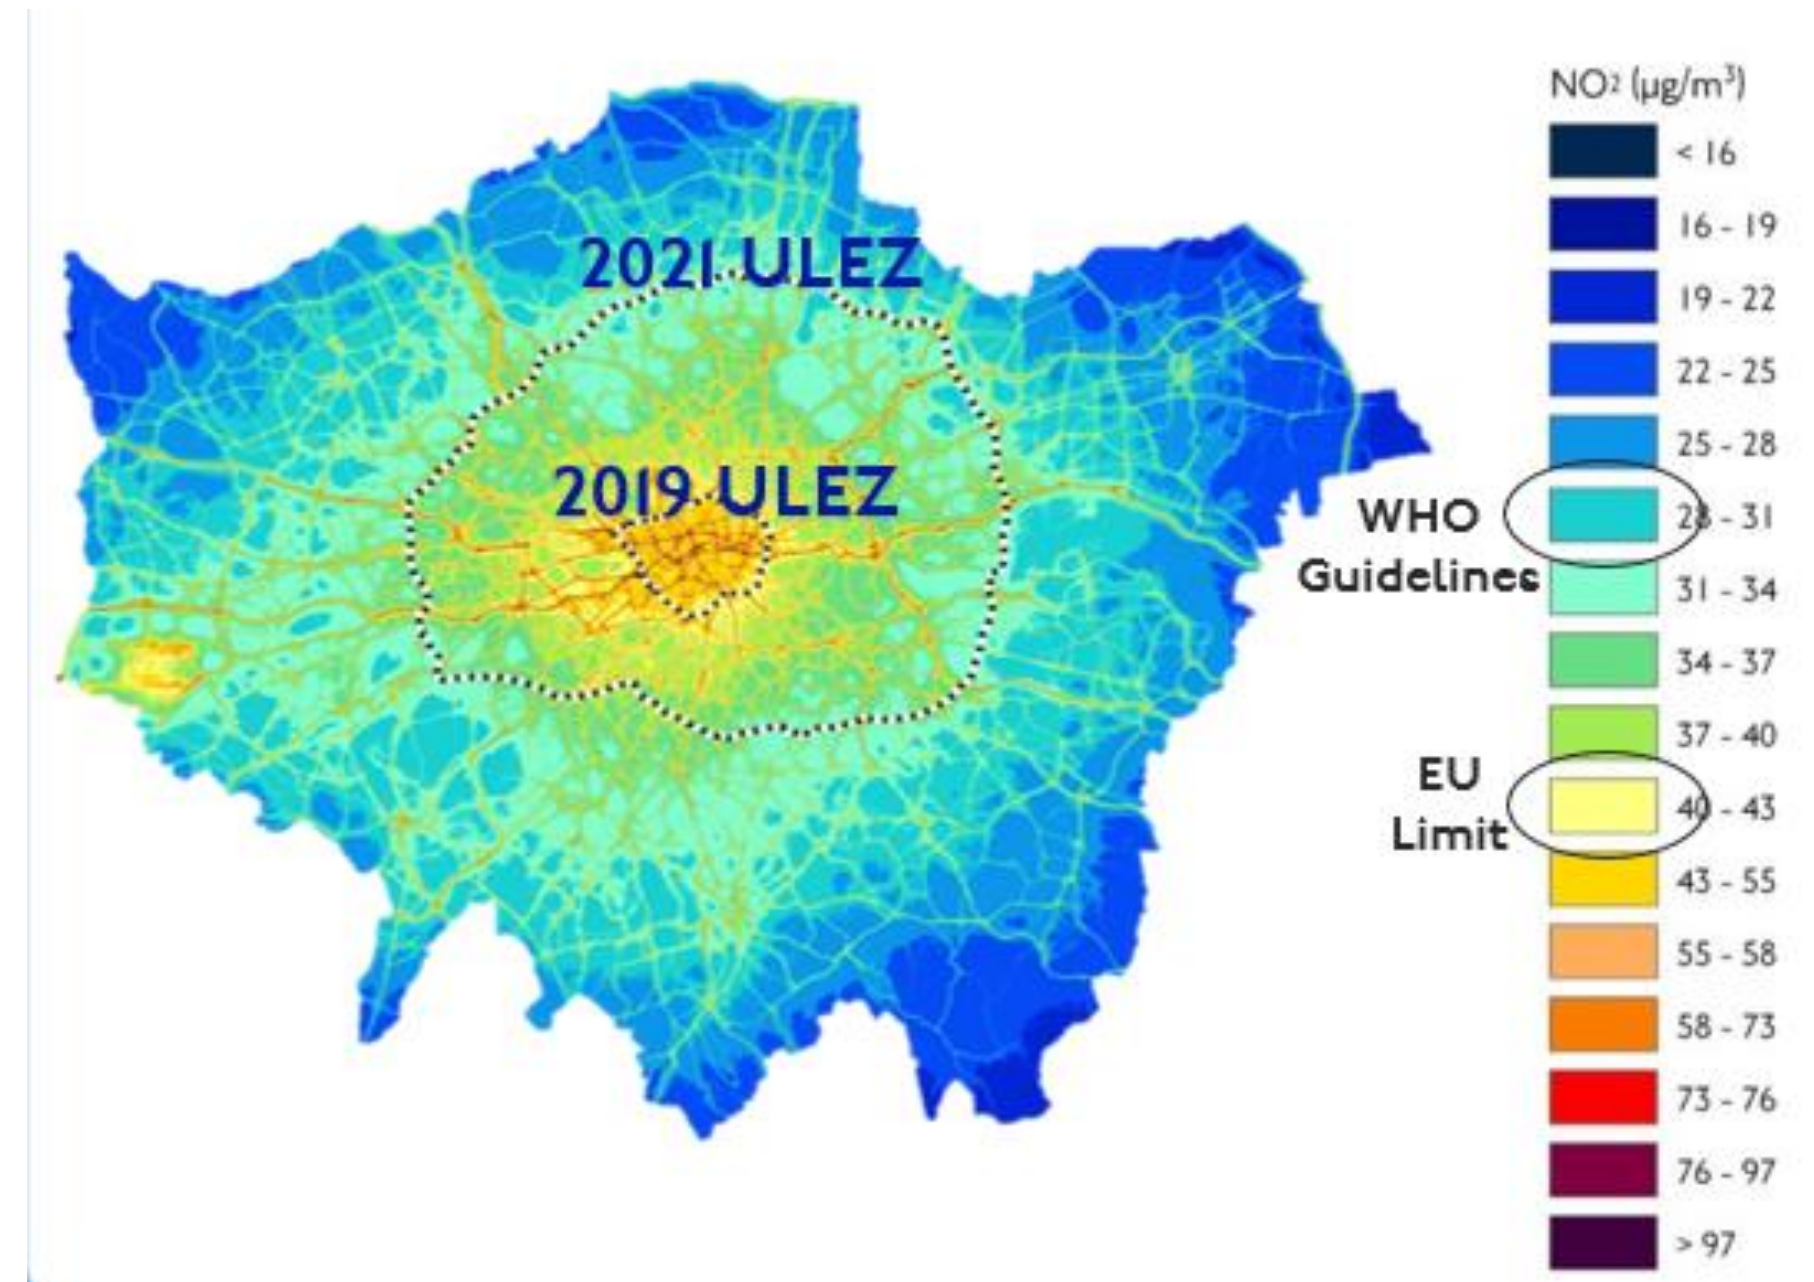 NO2 (µg/m³)
< 16
16 - 19
19 - 22
22 - 25
25 - 28
28 - 31
31 - 34
34 - 37
37 - 40
40 - 43
43 - 55
55 - 58
58 - 73
73 - 76
76 - 97
> 97
2021 ULEZ
2019 ULEZ
WHO
Guidelines
EU
Limit